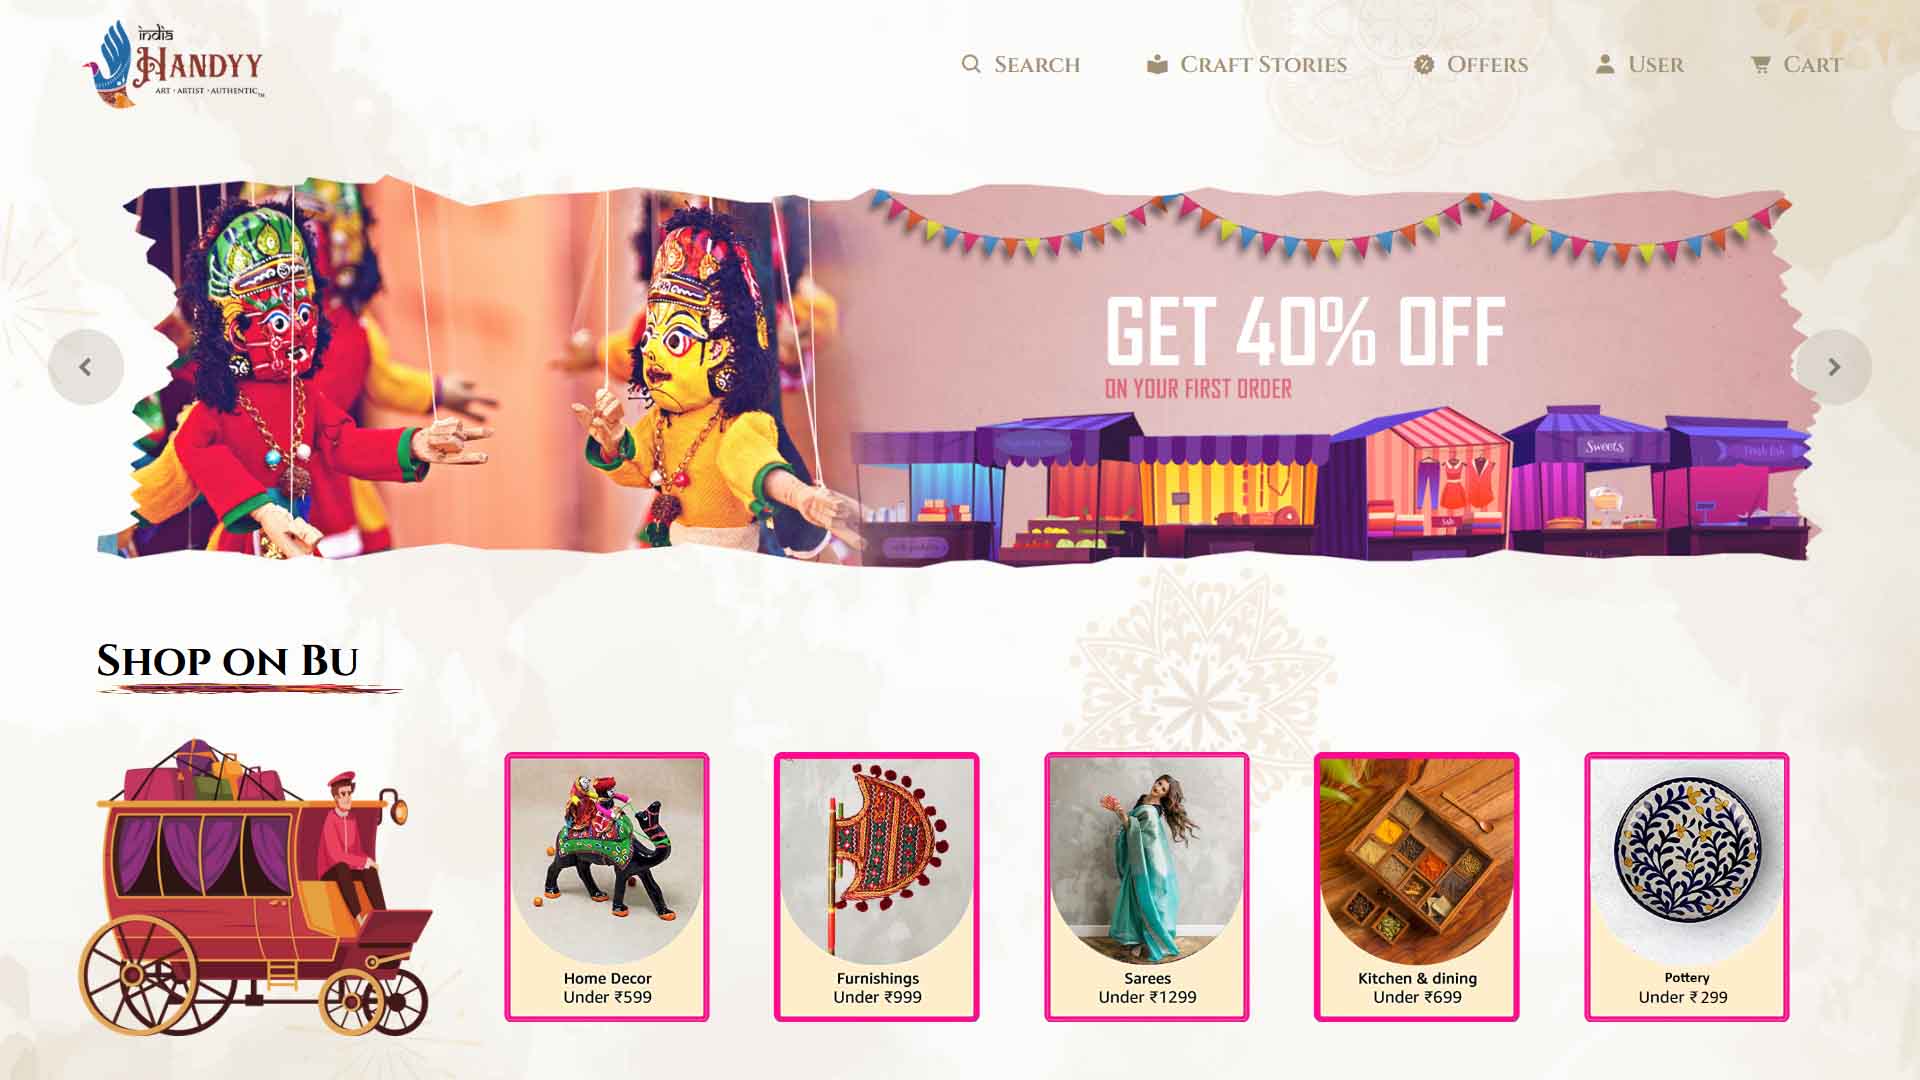 india
HANDYY
ART • ARTIST • AUTHENTIC TM
SEARCH
CRAFT STORIES
OFFERS
USER
CART
GET 40% OFF
ON YOUR FIRST ORDER
Sweets
Sale
SHOP ON BU
Home Decor
Under ₹599
Furnishings
Under ₹999
Sarees
Under ₹1299
Kitchen & dining
Under ₹699
Pottery
Under ₹299